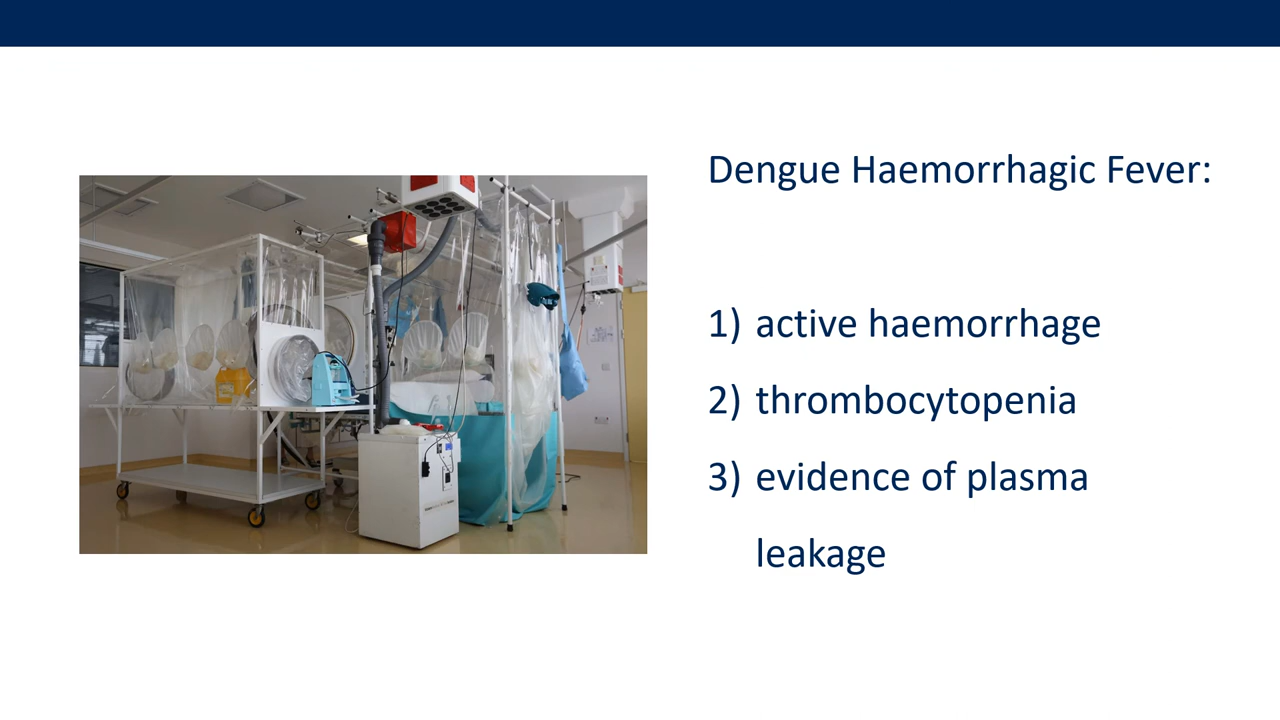 Dengue Haemorrhagic Fever:
1) active haemorrhage
2) thrombocytopenia
3) evidence of plasma
leakage